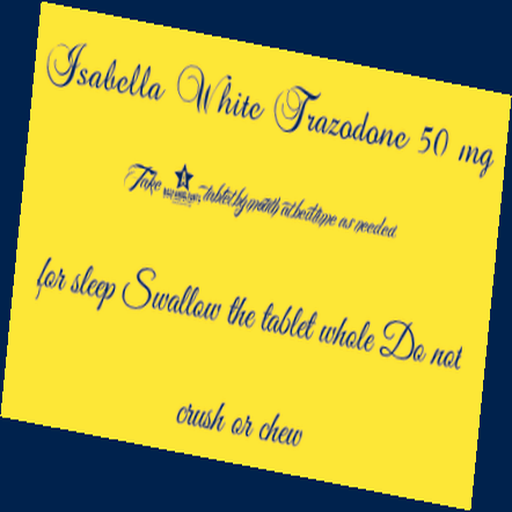 Isabella White Trazodone 50 mg
Take tablet by mouth at bedtime as needed
for sleep Swallow the tablet whole Do not
crush or chew